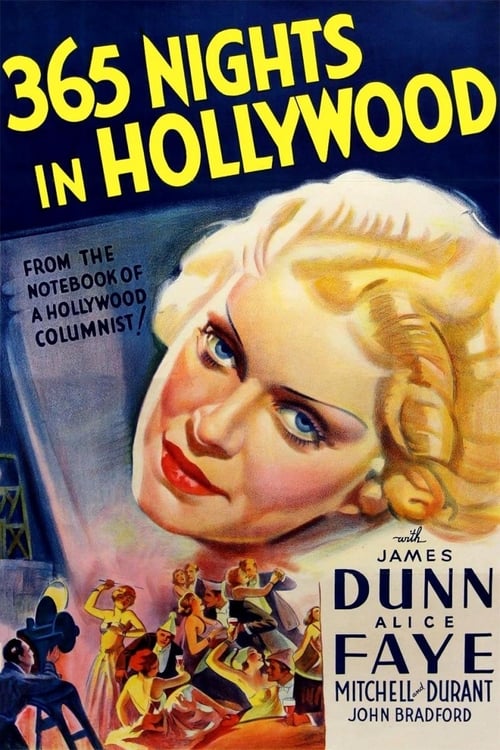 365 NIGHTS
IN HOLLYWOOD
FROM THE
NOTEBOOK OF
A HOLLYWOOD
COLUMNIST!
with
JAMES
DUNN
ALICE
FAYE
MITCHELL and DURANT
JOHN BRADFORD